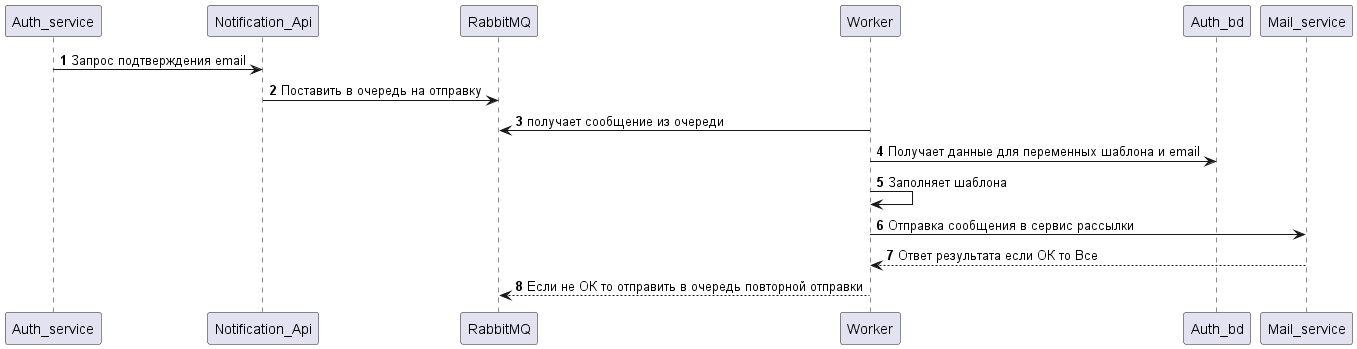 Auth_service Notification_Api RabbitMQ Worker Auth_bd Mail_service
1 Запрос подтверждения email
2 Поставить в очередь на отправку
3 получает сообщение из очереди
4 Получает данные для переменных шаблона и email
5 Заполняет шаблона
6 Отправка сообщения в сервис рассылки
7 Ответ результата если ОК то Все
8 Если не ОК то отправить в очередь повторной отправки
Auth_service Notification_Api RabbitMQ Worker Auth_bd Mail_service